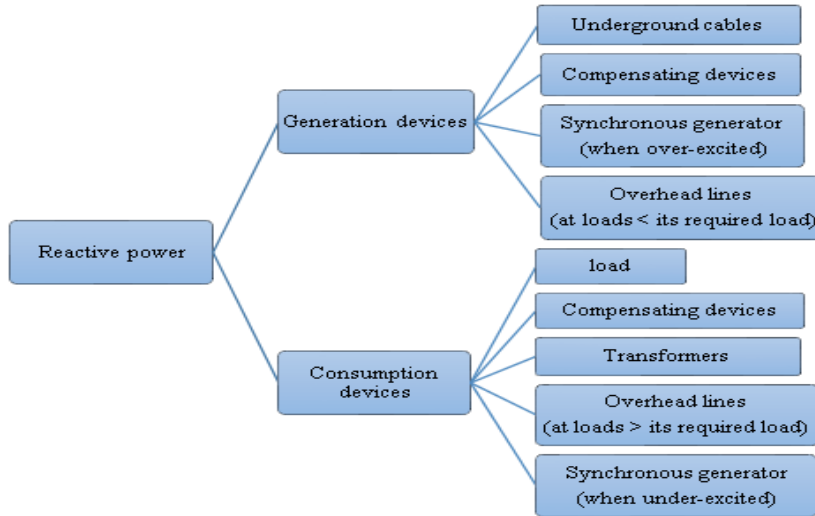 Reactive power
Generation devices
Underground cables
Compensating devices
Synchronous generator
(when over-excited)
Overhead lines
(at loads < its required load)
Consumption
devices
load
Compensating devices
Transformers
Overhead lines
(at loads > its required load)
Synchronous generator
(when under-excited)